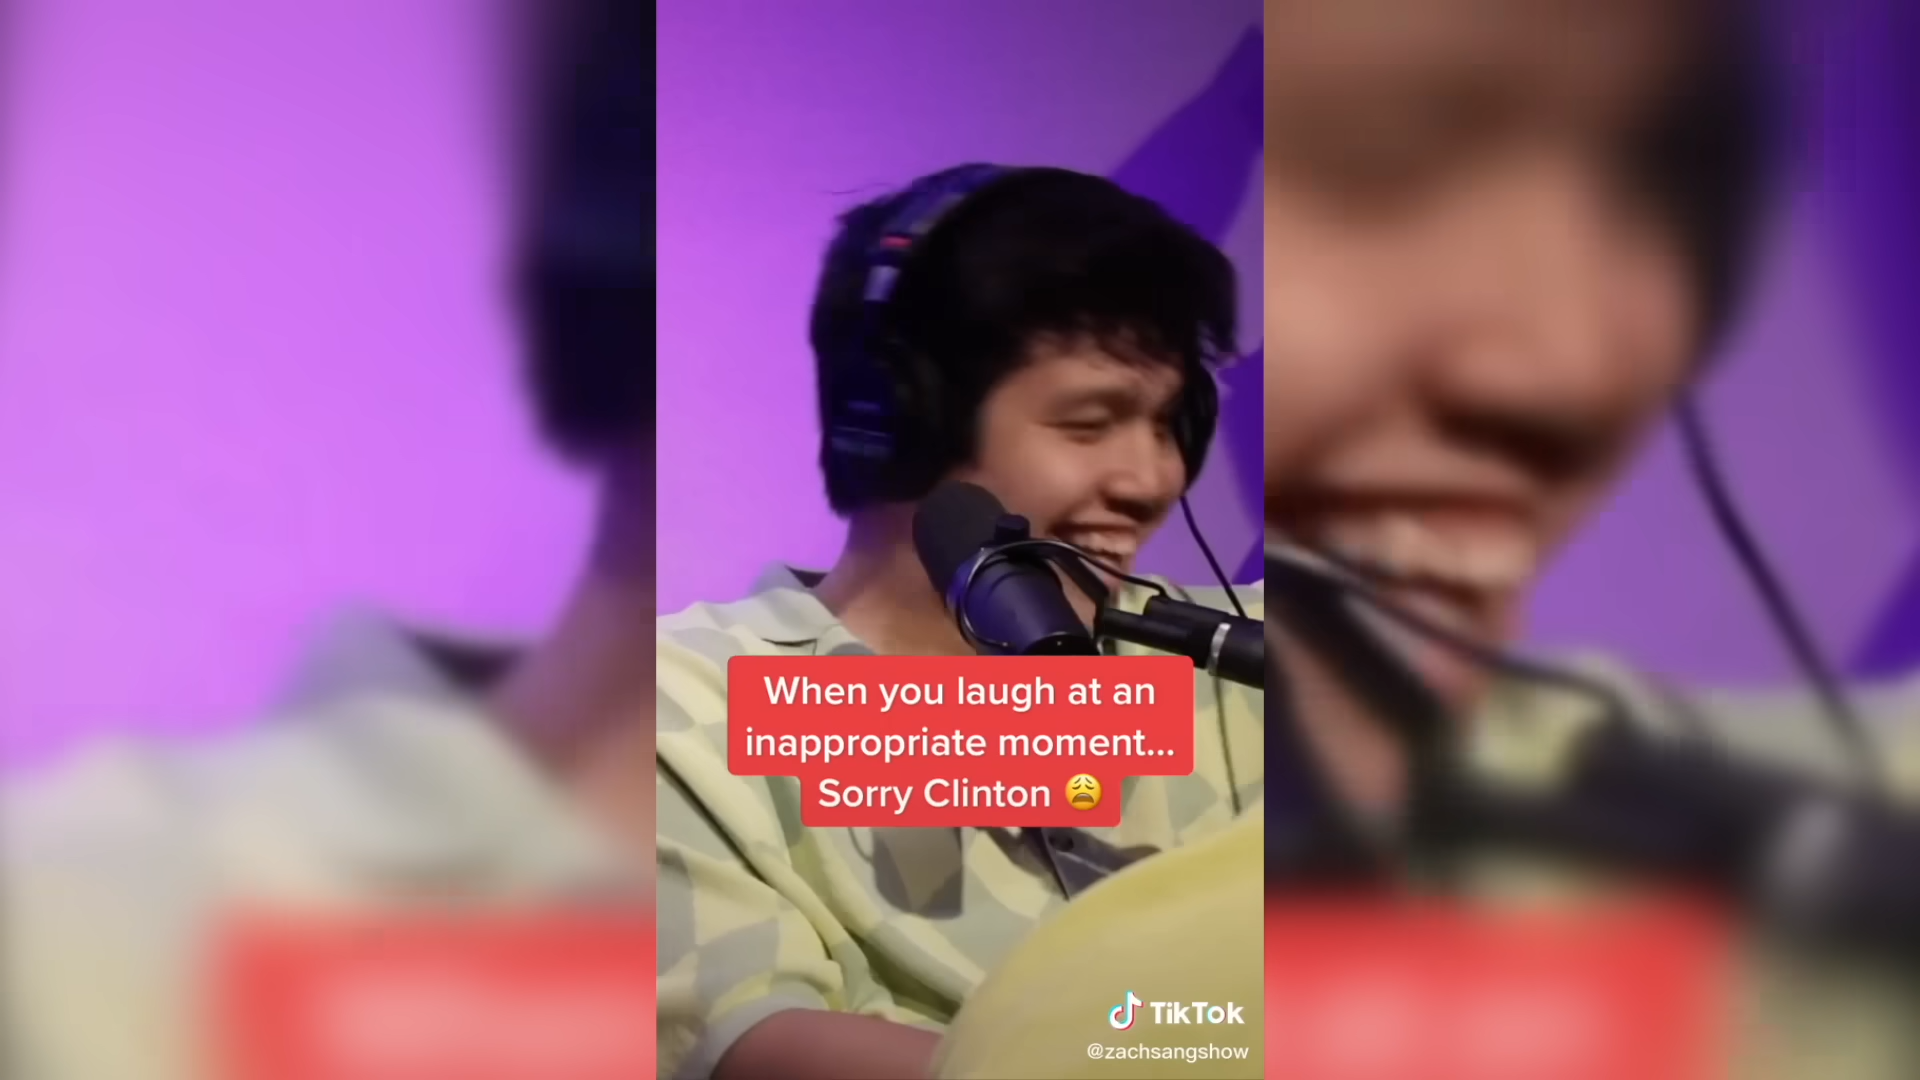 When you laugh at an
inappropriate moment...
Sorry Clinton 😩
TikTok
@zachsangshow